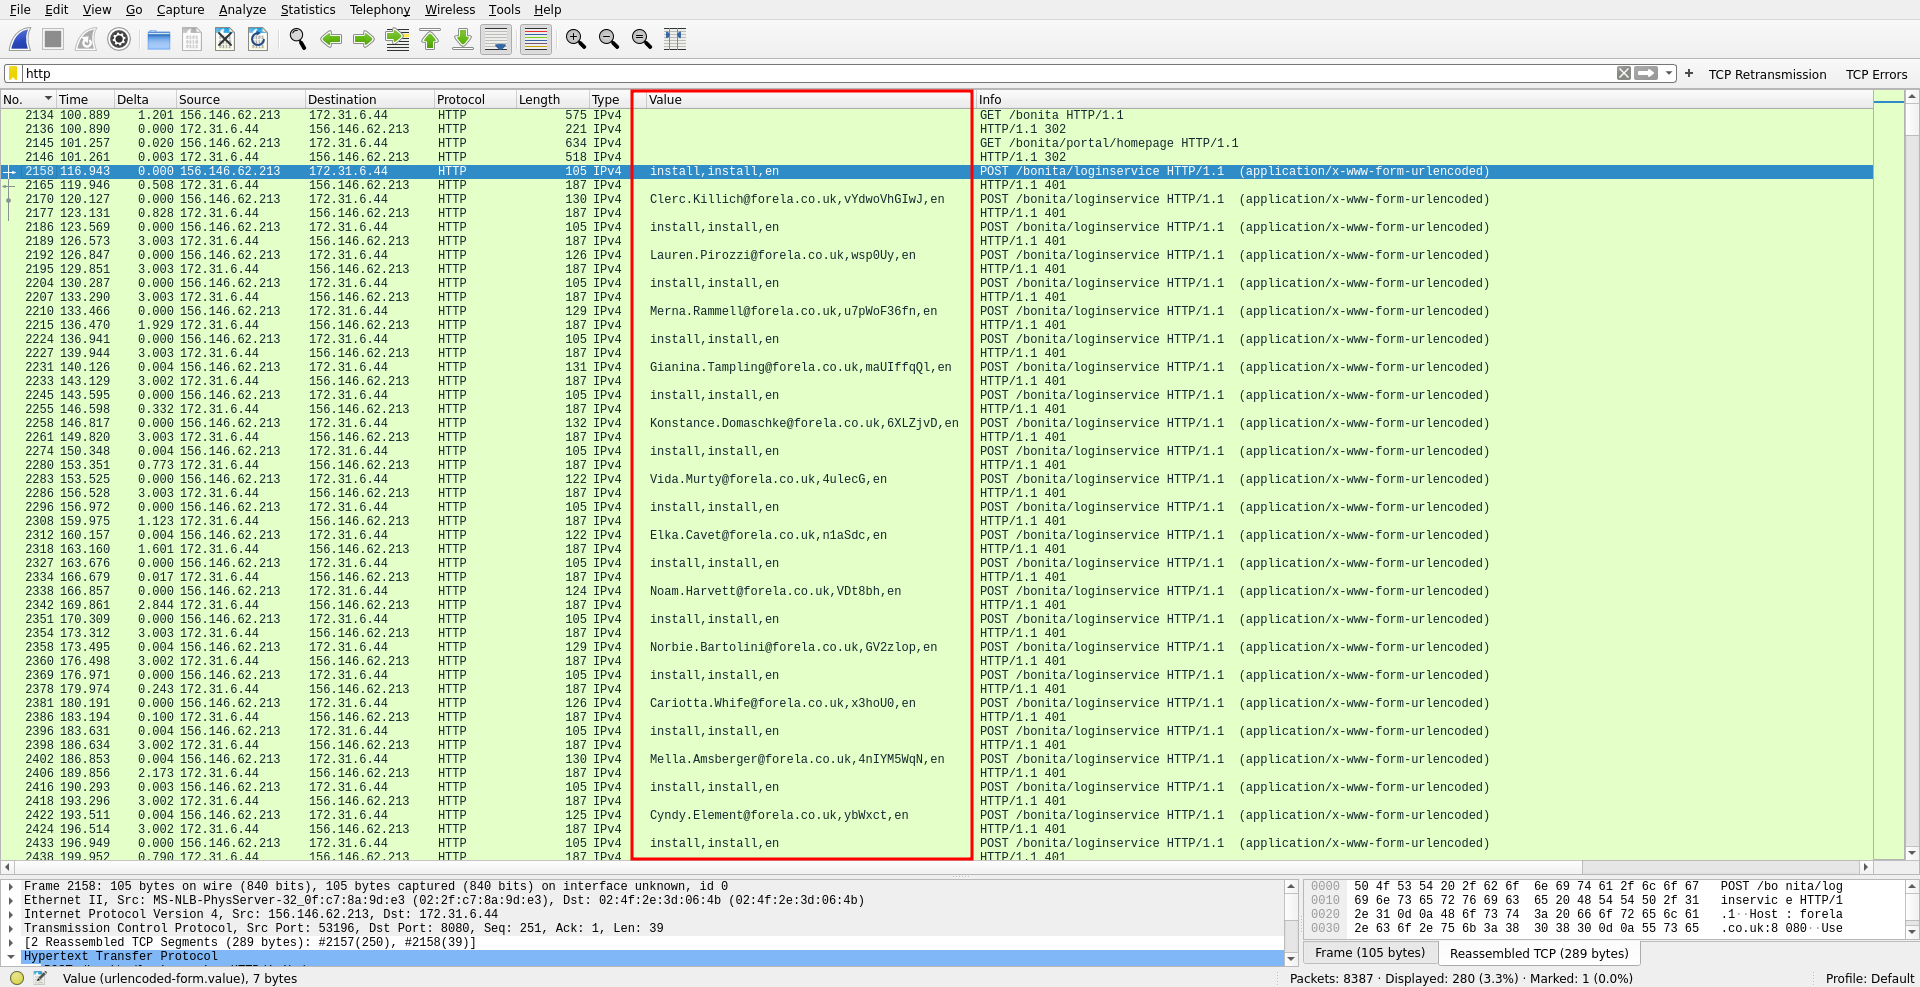 File Edit View Go Capture Analyze Statistics Telephony Wireless Tools Help
http + TCP Retransmission TCP Errors
No. Time Delta Source Destination Protocol Length Type Value Info
2134 100.889 1.201 156.146.62.213 172.31.6.44 HTTP 575 IPv4 GET /bonita HTTP/1.1
2136 100.890 0.000 172.31.6.44 156.146.62.213 HTTP 221 IPv4 HTTP/1.1 302
2145 101.257 0.020 156.146.62.213 172.31.6.44 HTTP 634 IPv4 GET /bonita/portal/homepage HTTP/1.1
2146 101.261 0.003 172.31.6.44 156.146.62.213 HTTP 518 IPv4 HTTP/1.1 302
2158 116.943 0.000 156.146.62.213 172.31.6.44 HTTP 105 IPv4 install,install,en POST /bonita/loginservice HTTP/1.1 (application/x-www-form-urlencoded)
2165 119.946 0.508 172.31.6.44 156.146.62.213 HTTP 187 IPv4 HTTP/1.1 401
2170 120.127 0.000 156.146.62.213 172.31.6.44 HTTP 130 IPv4 Clerc.Killich@forela.co.uk,vYdwoVhGIwJ,en POST /bonita/loginservice HTTP/1.1 (application/x-www-form-urlencoded)
2177 123.131 0.828 172.31.6.44 156.146.62.213 HTTP 187 IPv4 HTTP/1.1 401
2186 123.569 0.000 156.146.62.213 172.31.6.44 HTTP 105 IPv4 install,install,en POST /bonita/loginservice HTTP/1.1 (application/x-www-form-urlencoded)
2189 126.573 3.003 172.31.6.44 156.146.62.213 HTTP 187 IPv4 HTTP/1.1 401
2192 126.847 0.000 156.146.62.213 172.31.6.44 HTTP 126 IPv4 Lauren.Pirozzi@forela.co.uk,wsp0Uy,en POST /bonita/loginservice HTTP/1.1 (application/x-www-form-urlencoded)
2195 129.851 3.003 172.31.6.44 156.146.62.213 HTTP 187 IPv4 HTTP/1.1 401
2204 130.287 0.000 156.146.62.213 172.31.6.44 HTTP 105 IPv4 install,install,en POST /bonita/loginservice HTTP/1.1 (application/x-www-form-urlencoded)
2207 133.290 3.003 172.31.6.44 156.146.62.213 HTTP 187 IPv4 HTTP/1.1 401
2210 133.466 0.000 156.146.62.213 172.31.6.44 HTTP 129 IPv4 Merna.Rammell@forela.co.uk,u7pWoF36fn,en POST /bonita/loginservice HTTP/1.1 (application/x-www-form-urlencoded)
2215 136.470 1.929 172.31.6.44 156.146.62.213 HTTP 187 IPv4 HTTP/1.1 401
2224 136.941 0.000 156.146.62.213 172.31.6.44 HTTP 105 IPv4 install,install,en POST /bonita/loginservice HTTP/1.1 (application/x-www-form-urlencoded)
2227 139.944 3.003 172.31.6.44 156.146.62.213 HTTP 187 IPv4 HTTP/1.1 401
2231 140.126 0.004 156.146.62.213 172.31.6.44 HTTP 131 IPv4 Gianina.Tampling@forela.co.uk,maUIffqQl,en POST /bonita/loginservice HTTP/1.1 (application/x-www-form-urlencoded)
2233 143.129 3.002 172.31.6.44 156.146.62.213 HTTP 187 IPv4 HTTP/1.1 401
2245 143.595 0.000 156.146.62.213 172.31.6.44 HTTP 105 IPv4 install,install,en POST /bonita/loginservice HTTP/1.1 (application/x-www-form-urlencoded)
2255 146.598 0.332 172.31.6.44 156.146.62.213 HTTP 187 IPv4 HTTP/1.1 401
2258 146.817 0.000 156.146.62.213 172.31.6.44 HTTP 132 IPv4 Konstance.Domaschke@forela.co.uk,6XLZjvD,en POST /bonita/loginservice HTTP/1.1 (application/x-www-form-urlencoded)
2261 149.820 3.003 172.31.6.44 156.146.62.213 HTTP 187 IPv4 HTTP/1.1 401
2274 150.348 0.004 156.146.62.213 172.31.6.44 HTTP 105 IPv4 install,install,en POST /bonita/loginservice HTTP/1.1 (application/x-www-form-urlencoded)
2280 153.351 0.773 172.31.6.44 156.146.62.213 HTTP 187 IPv4 HTTP/1.1 401
2283 153.525 0.000 156.146.62.213 172.31.6.44 HTTP 122 IPv4 Vida.Murty@forela.co.uk,4ulecG,en POST /bonita/loginservice HTTP/1.1 (application/x-www-form-urlencoded)
2286 156.528 3.003 172.31.6.44 156.146.62.213 HTTP 187 IPv4 HTTP/1.1 401
2296 156.972 0.000 156.146.62.213 172.31.6.44 HTTP 105 IPv4 install,install,en POST /bonita/loginservice HTTP/1.1 (application/x-www-form-urlencoded)
2308 159.975 1.123 172.31.6.44 156.146.62.213 HTTP 187 IPv4 HTTP/1.1 401
2312 160.157 0.004 156.146.62.213 172.31.6.44 HTTP 122 IPv4 Elka.Cavet@forela.co.uk,n1aSdc,en POST /bonita/loginservice HTTP/1.1 (application/x-www-form-urlencoded)
2318 163.160 1.601 172.31.6.44 156.146.62.213 HTTP 187 IPv4 HTTP/1.1 401
2327 163.676 0.000 156.146.62.213 172.31.6.44 HTTP 105 IPv4 install,install,en POST /bonita/loginservice HTTP/1.1 (application/x-www-form-urlencoded)
2334 166.679 0.017 172.31.6.44 156.146.62.213 HTTP 187 IPv4 HTTP/1.1 401
2338 166.857 0.000 156.146.62.213 172.31.6.44 HTTP 124 IPv4 Noam.Harvett@forela.co.uk,VDt8bh,en POST /bonita/loginservice HTTP/1.1 (application/x-www-form-urlencoded)
2342 169.861 2.844 172.31.6.44 156.146.62.213 HTTP 187 IPv4 HTTP/1.1 401
2351 170.309 0.000 156.146.62.213 172.31.6.44 HTTP 105 IPv4 install,install,en POST /bonita/loginservice HTTP/1.1 (application/x-www-form-urlencoded)
2354 173.312 3.003 172.31.6.44 156.146.62.213 HTTP 187 IPv4 HTTP/1.1 401
2358 173.495 0.004 156.146.62.213 172.31.6.44 HTTP 129 IPv4 Norbie.Bartolini@forela.co.uk,GV2zlop,en POST /bonita/loginservice HTTP/1.1 (application/x-www-form-urlencoded)
2360 176.498 3.002 172.31.6.44 156.146.62.213 HTTP 187 IPv4 HTTP/1.1 401
2369 176.971 0.000 156.146.62.213 172.31.6.44 HTTP 105 IPv4 install,install,en POST /bonita/loginservice HTTP/1.1 (application/x-www-form-urlencoded)
2378 179.974 0.243 172.31.6.44 156.146.62.213 HTTP 187 IPv4 HTTP/1.1 401
2381 180.191 0.000 156.146.62.213 172.31.6.44 HTTP 126 IPv4 Cariotta.Whife@forela.co.uk,x3hoU0,en POST /bonita/loginservice HTTP/1.1 (application/x-www-form-urlencoded)
2386 183.194 0.100 172.31.6.44 156.146.62.213 HTTP 187 IPv4 HTTP/1.1 401
2396 183.631 0.004 156.146.62.213 172.31.6.44 HTTP 105 IPv4 install,install,en POST /bonita/loginservice HTTP/1.1 (application/x-www-form-urlencoded)
2398 186.634 3.002 172.31.6.44 156.146.62.213 HTTP 187 IPv4 HTTP/1.1 401
2402 186.853 0.004 156.146.62.213 172.31.6.44 HTTP 130 IPv4 Mella.Amsberger@forela.co.uk,4nIYM5WqN,en POST /bonita/loginservice HTTP/1.1 (application/x-www-form-urlencoded)
2406 189.856 2.173 172.31.6.44 156.146.62.213 HTTP 187 IPv4 HTTP/1.1 401
2416 190.293 0.003 156.146.62.213 172.31.6.44 HTTP 105 IPv4 install,install,en POST /bonita/loginservice HTTP/1.1 (application/x-www-form-urlencoded)
2418 193.296 3.002 172.31.6.44 156.146.62.213 HTTP 187 IPv4 HTTP/1.1 401
2422 193.511 0.004 156.146.62.213 172.31.6.44 HTTP 125 IPv4 Cyndy.Element@forela.co.uk,ybWxct,en POST /bonita/loginservice HTTP/1.1 (application/x-www-form-urlencoded)
2424 196.514 3.002 172.31.6.44 156.146.62.213 HTTP 187 IPv4 HTTP/1.1 401
2433 196.949 0.000 156.146.62.213 172.31.6.44 HTTP 105 IPv4 install,install,en POST /bonita/loginservice HTTP/1.1 (application/x-www-form-urlencoded)
2438 199.952 0.790 172.31.6.44 156.146.62.213 HTTP 187 IPv4 HTTP/1.1 401
Frame 2158: 105 bytes on wire (840 bits), 105 bytes captured (840 bits) on interface unknown, id 0
Ethernet II, Src: MS-NLB-PhysServer-32_0f:c7:8a:9d:e3 (02:2f:c7:8a:9d:e3), Dst: 02:4f:2e:3d:06:4b (02:4f:2e:3d:06:4b)
Internet Protocol Version 4, Src: 156.146.62.213, Dst: 172.31.6.44
Transmission Control Protocol, Src Port: 53196, Dst Port: 8080, Seq: 251, Ack: 1, Len: 39
[2 Reassembled TCP Segments (289 bytes): #2157(250), #2158(39)]
Hypertext Transfer Protocol
0000 50 4f 53 54 20 2f 62 6f 6e 69 74 61 2f 6c 6f 67 POST /bo nita/log
0010 69 6e 73 65 72 76 69 63 65 20 48 54 54 50 2f 31 inservic e HTTP/1
0020 2e 31 0d 0a 48 6f 73 74 3a 20 66 6f 72 65 6c 61 .1··Host : forela
0030 2e 63 6f 2e 75 6b 3a 38 30 38 30 0d 0a 55 73 65 .co.uk:8 080··Use
Frame (105 bytes) Reassembled TCP (289 bytes)
Value (urlencoded-form.value), 7 bytes Packets: 8387 · Displayed: 280 (3.3%) · Marked: 1 (0.0%) Profile: Default